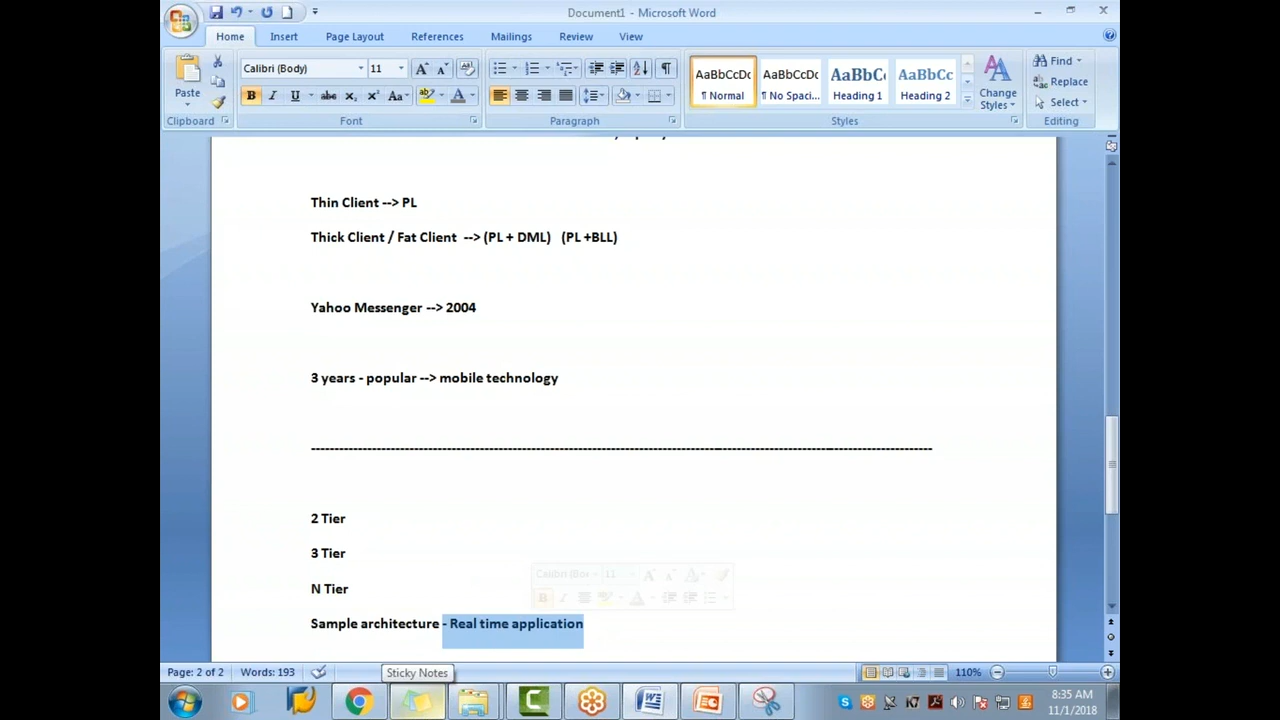 Document1 - Microsoft Word
Home Insert Page Layout References Mailings Review View
Paste
Calibri (Body) 11
AaBbCcDc AaBbCcDc AaBbC AaBbCc
¶ Normal ¶ No Spaci... Heading 1 Heading 2
Change Styles
Find
Replace
Select
Clipboard Font Paragraph Styles Editing
Thin Client --> PL
Thick Client / Fat Client --> (PL + DML) (PL +BLL)
Yahoo Messenger --> 2004
3 years - popular --> mobile technology
2 Tier
3 Tier
N Tier
Sample architecture - Real time application
Page: 2 of 2 Words: 193
Sticky Notes
110%
8:35 AM
11/1/2018